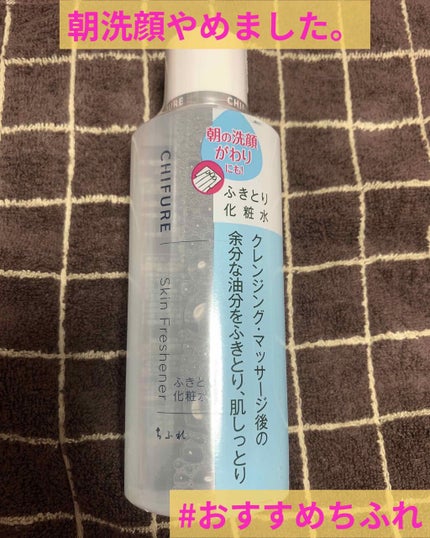 朝洗顔やめました。
CHIFURE
朝の洗顔
がわり
にも!
ふきとり
化粧水
クレンジング・マッサージ後の
余分な油分をふきとり、肌しっとり
CHIFURE
Skin Freshener
ふきとり
化粧水
ちふれ
#おすすめちふれ